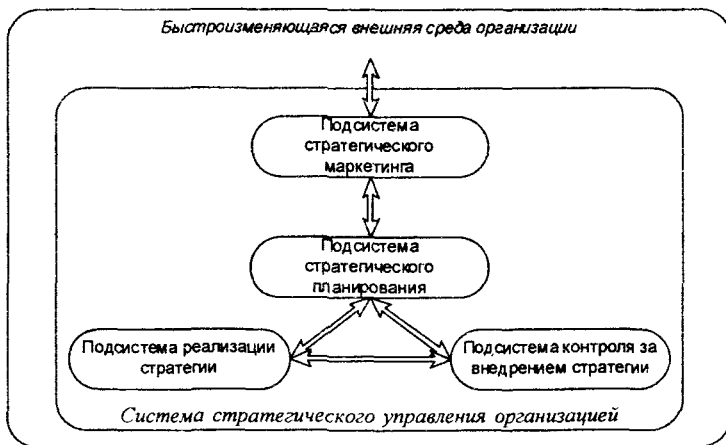 Быстроизменяющаяся внешняя среда организации
Подсистема
стратегического
маркетинга
Подсистема
стратегического
планирования
Подсистема реализации
стратегии
Подсистема контроля за
внедрением стратегии
Система стратегического управления организацией